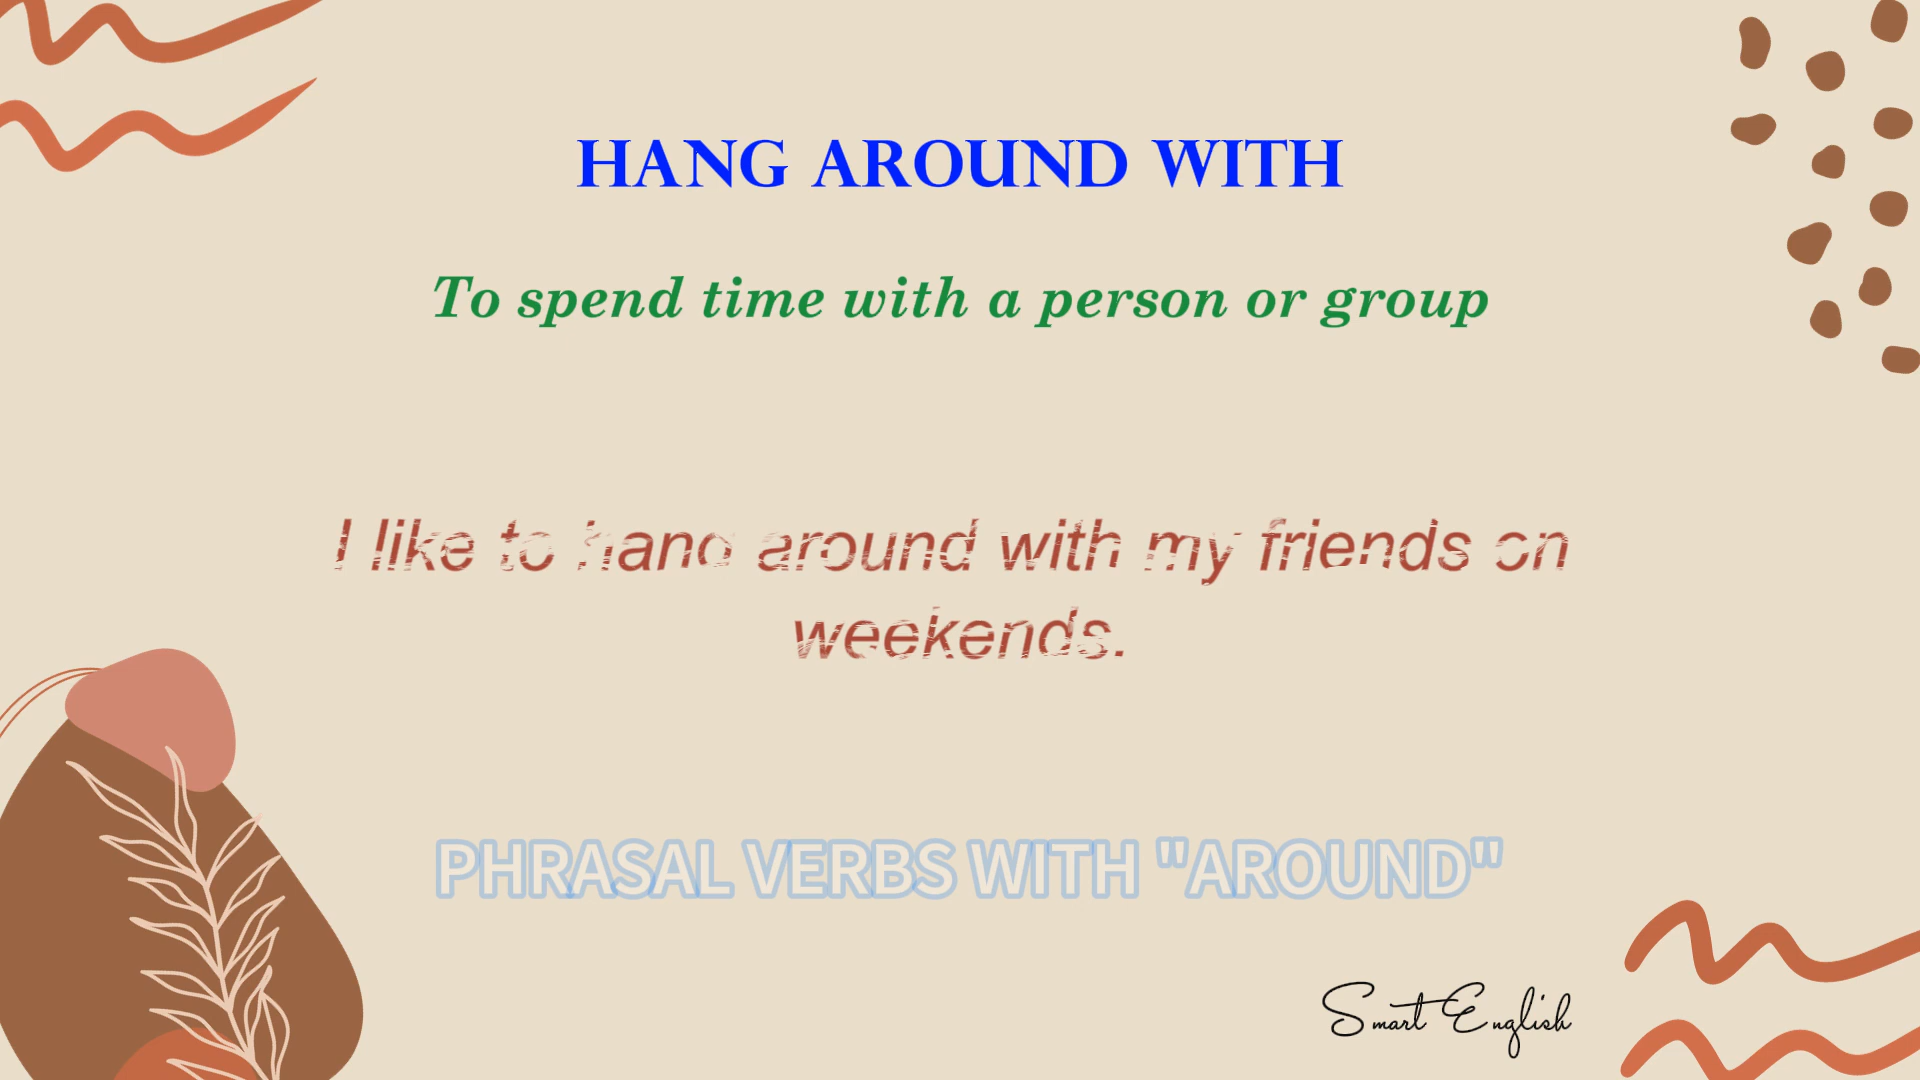 HANG AROUND WITH
To spend time with a person or group
I like to hang around with my friends on
weekends.
PHRASAL VERBS WITH "AROUND"
Smart English